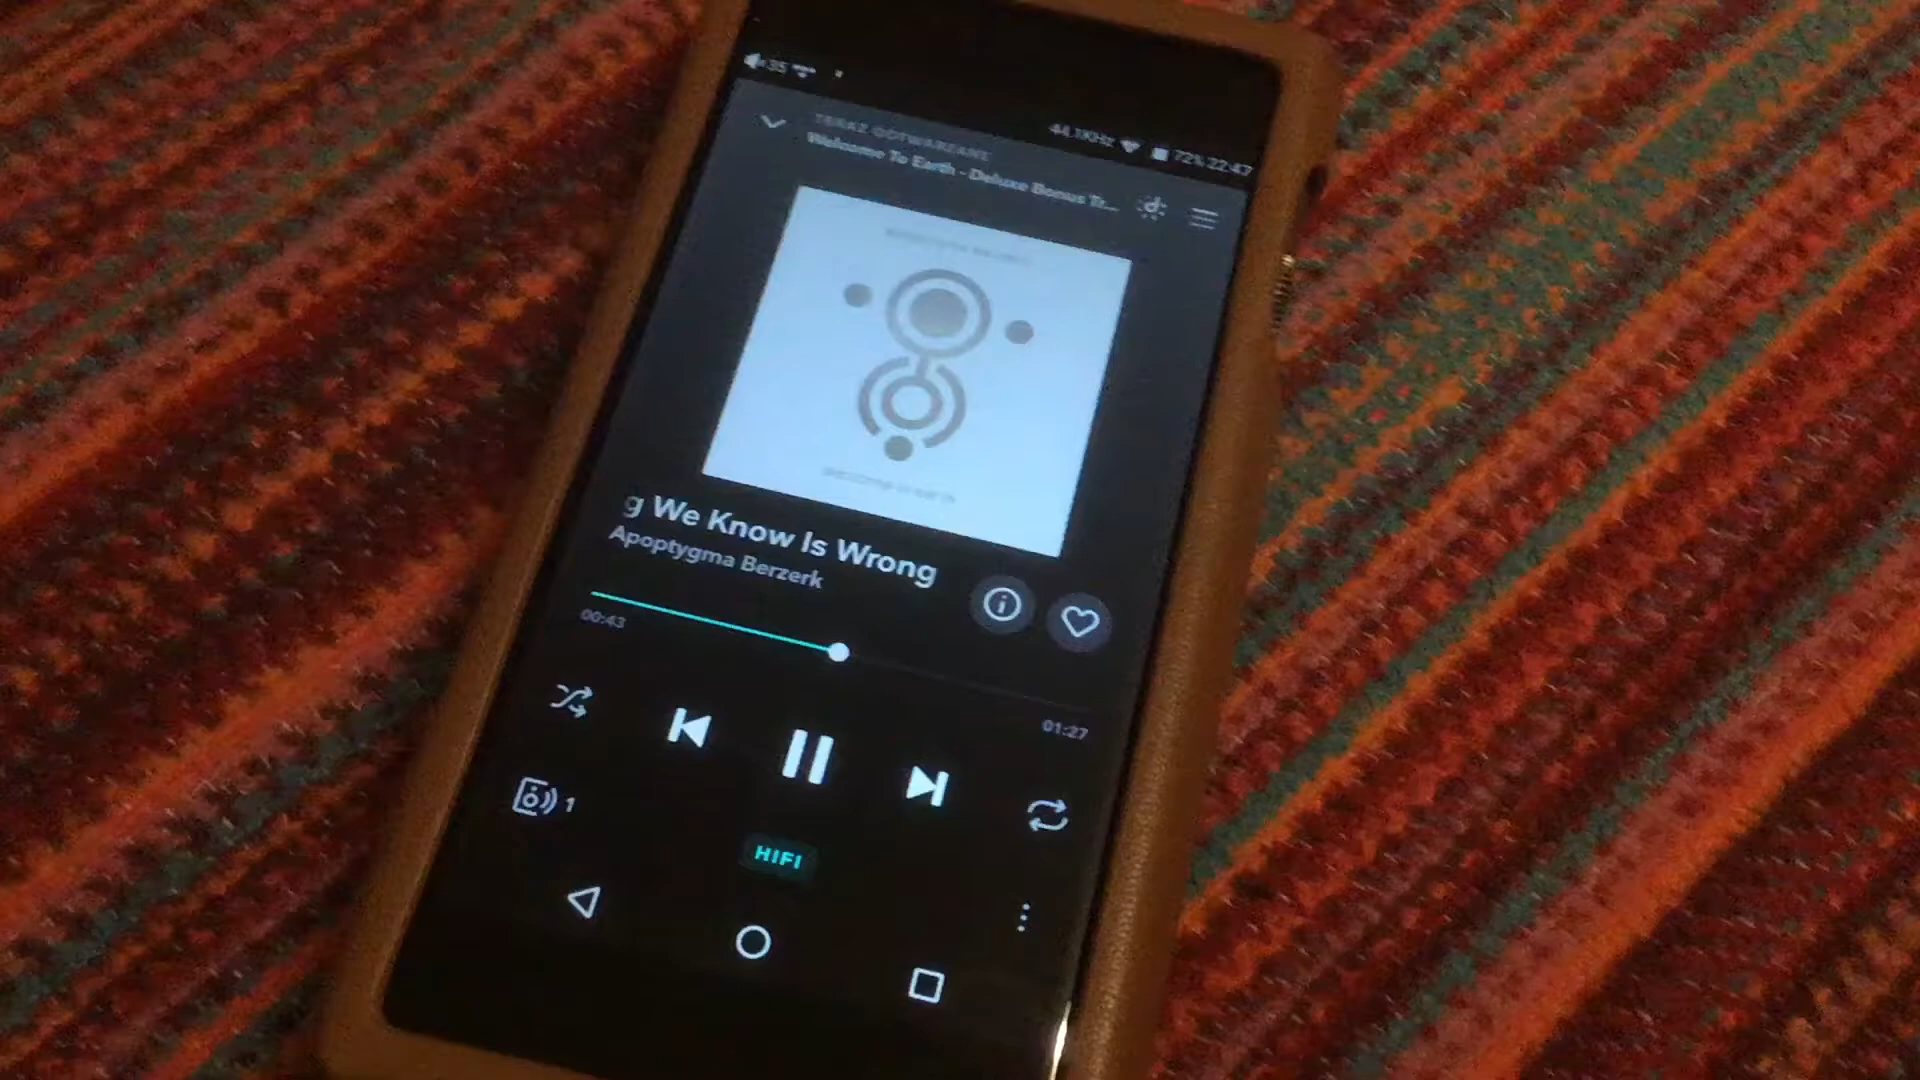 35
44.1KHz 72% 22:47
Welcome To Earth - Deluxe Bonus Tr...
g We Know Is Wrong
Apoptygma Berzerk
00:43
01:27
1
HIFI